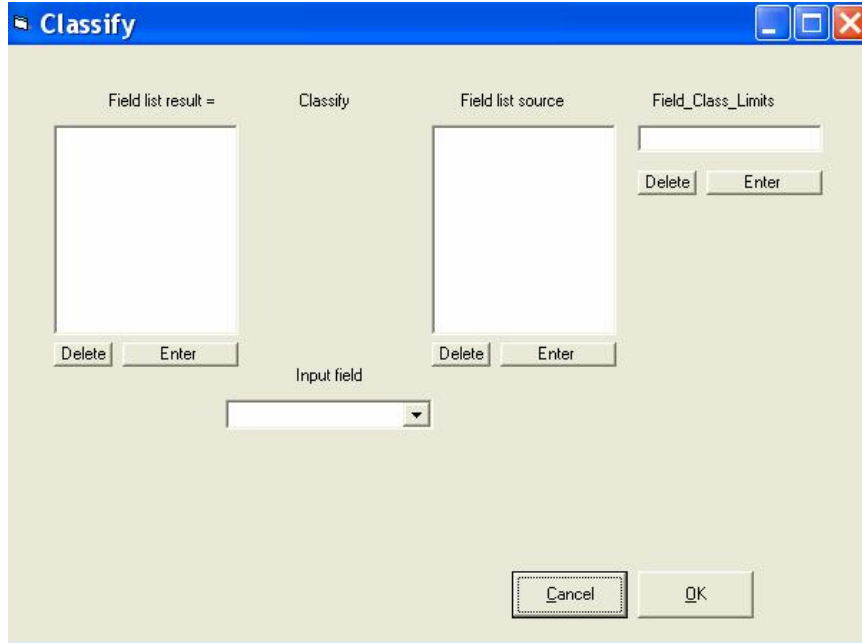 Classify
Field list result = Classify Field list source Field_Class_Limits
Delete Enter
Delete Enter Delete Enter
Input field
Cancel OK